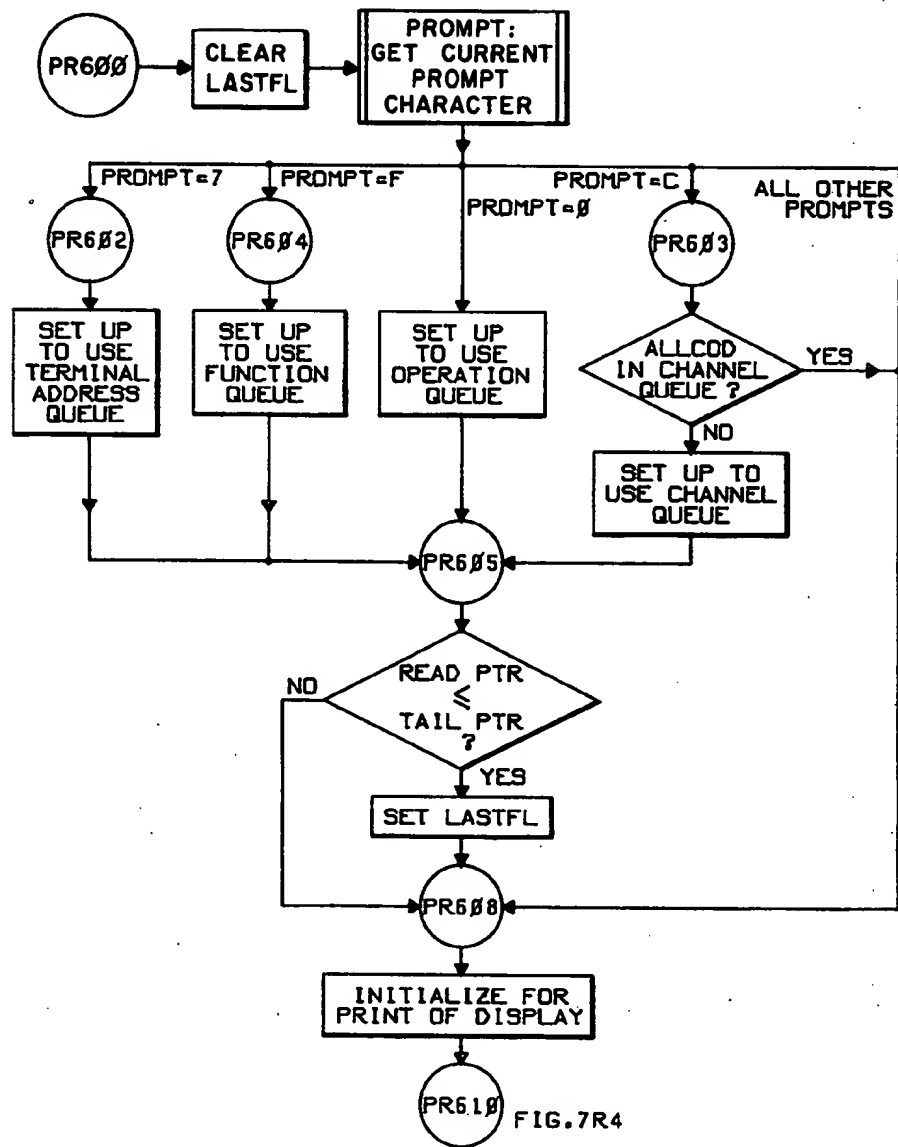 PR6ØØ
CLEAR
LASTFL
PROMPT:
GET CURRENT
PROMPT
CHARACTER
PROMPT=7
PROMPT=F
PROMPT=Ø
PROMPT=C
ALL OTHER
PROMPTS
PR6Ø2
PR6Ø4
PR6Ø3
SET UP
TO USE
TERMINAL
ADDRESS
QUEUE
SET UP
TO USE
FUNCTION
QUEUE
SET UP
TO USE
OPERATION
QUEUE
ALLCOD
IN CHANNEL
QUEUE ?
YES
NO
SET UP TO
USE CHANNEL
QUEUE
PR6Ø5
READ PTR
≤
TAIL PTR
?
NO
YES
SET LASTFL
PR6Ø8
INITIALIZE FOR
PRINT OF DISPLAY
PR61Ø
FIG.7R4